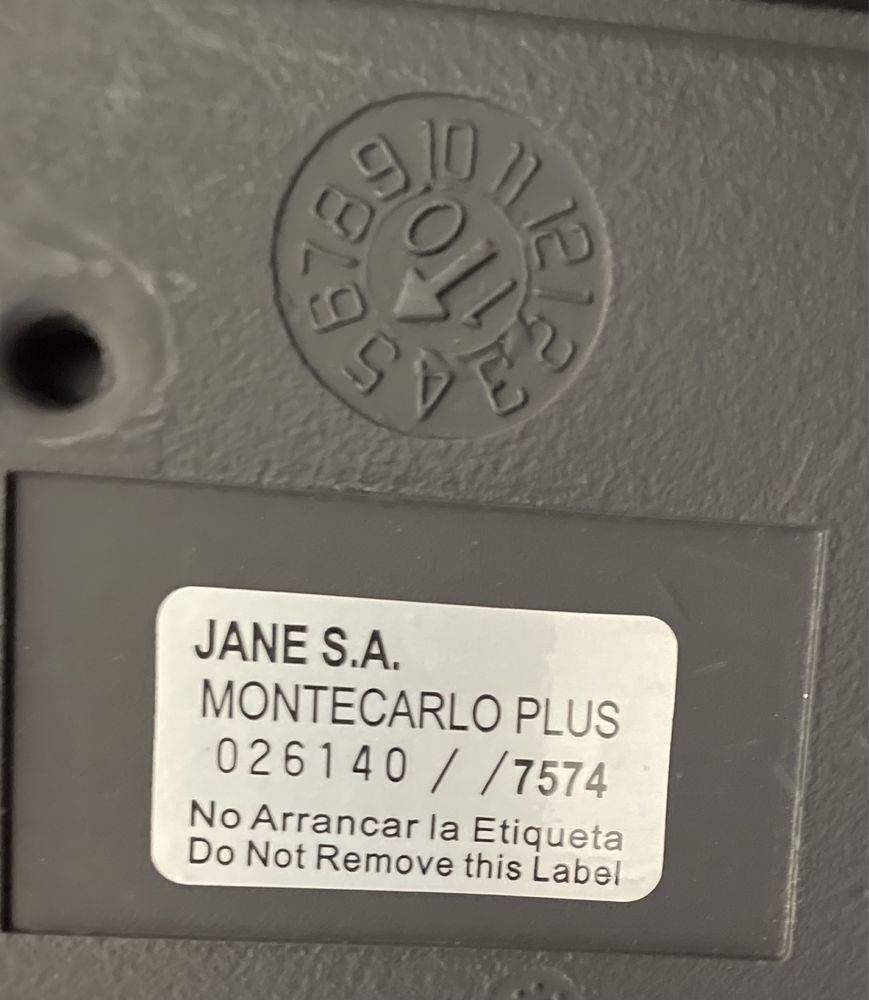 1 2 3 4 5 6 7 8 9 10 11 12
10
JANE S.A.
MONTECARLO PLUS
026140 / /7574
No Arrancar la Etiqueta
Do Not Remove this Label